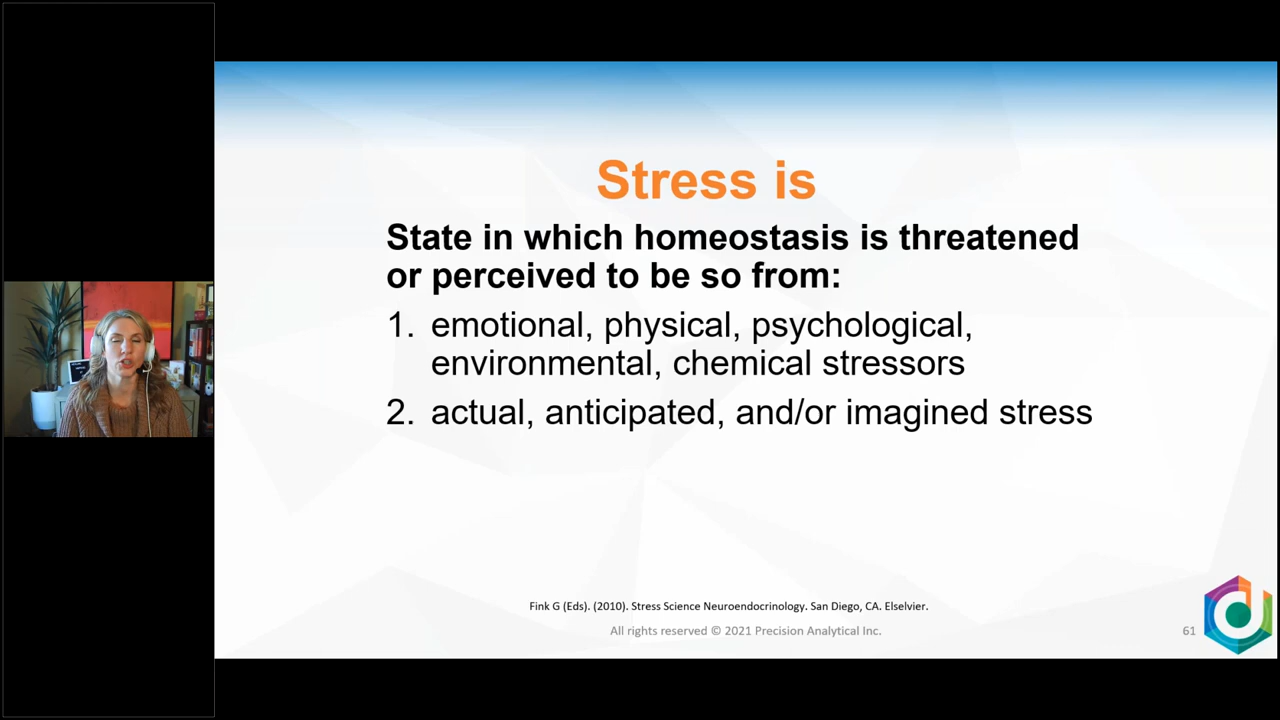 Stress is
State in which homeostasis is threatened
or perceived to be so from:
1. emotional, physical, psychological,
environmental, chemical stressors
2. actual, anticipated, and/or imagined stress
Fink G (Eds). (2010). Stress Science Neuroendocrinology. San Diego, CA. Elselvier.
All rights reserved © 2021 Precision Analytical Inc.
61